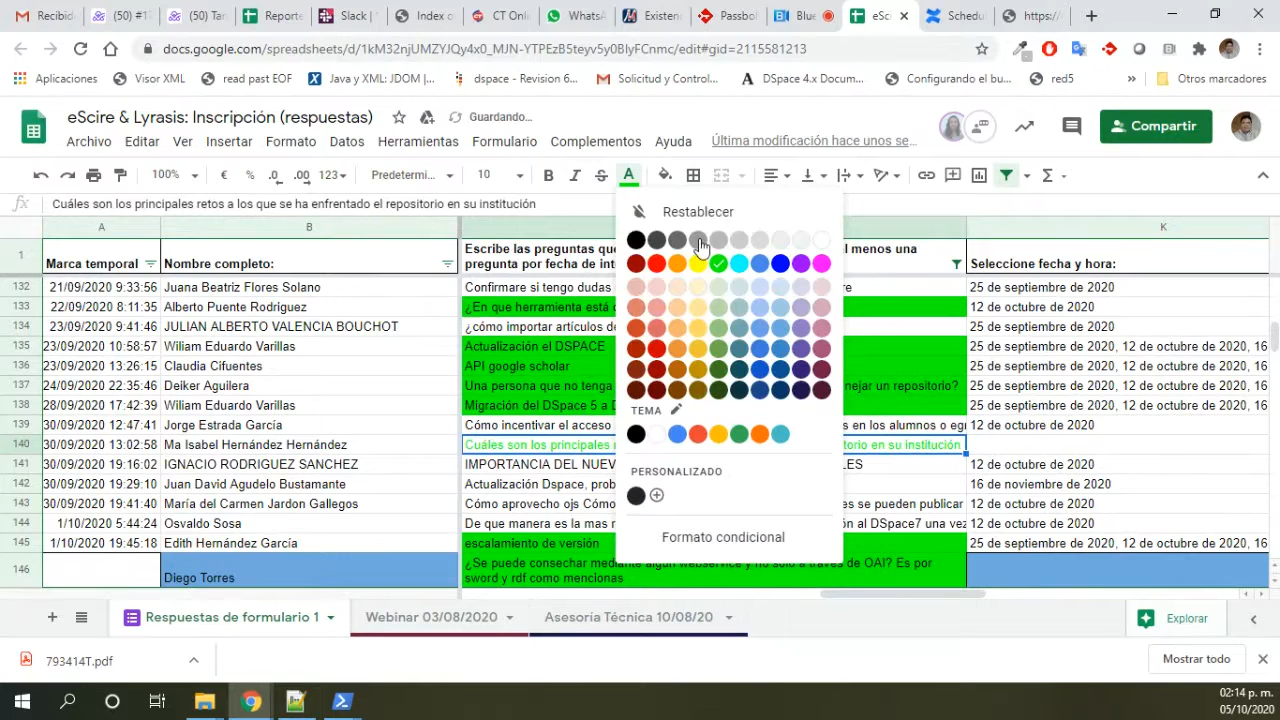 Recibid
(50) #1
(50) Tar
Reporte
Slack |
Index o
CT Onli
WhatsA
Existen
Passbo
Blue
eSc
Schedu
https:/
docs.google.com/spreadsheets/d/1kM32njUMZYJQy4x0_MJN-YTPEzB5teyv5y0BlyFCnmc/edit#gid=2115581213
Aplicaciones
Visor XML
read past EOF
Java y XML: JDOM |...
dspace - Revision 6...
Solicitud y Control...
DSpace 4.x Docum...
Configurando el bu...
red5
»
Otros marcadores
eScire & Lyrasis: Inscripción (respuestas)
Guardando...
Compartir
Archivo Editar Ver Insertar Formato Datos Herramientas Formulario Complementos Ayuda
Última modificación hace unos se...
100% € % .0 .00 123 Predetermi... 10 B I S A Σ
fx Cuáles son los principales retos a los que se ha enfrentado el repositorio en su institución
Restablecer
A B K
1 Marca temporal Nombre completo: Escribe las preguntas que al menos una
pregunta por fecha de int Seleccione fecha y hora:
132 21/09/2020 9:33:56 Juana Beatriz Flores Solano Confirmare si tengo dudas re 25 de septiembre de 2020
133 22/09/2020 8:11:35 Alberto Puente Rodriguez ¿En que herramienta está 12 de octubre de 2020
134 23/09/2020 9:41:46 JULIAN ALBERTO VALENCIA BOUCHOT ¿cómo importar artículos de 25 de septiembre de 2020
135 23/09/2020 10:58:57 Wiliam Eduardo Varillas Actualización el DSPACE 25 de septiembre de 2020, 12 de octubre de 2020, 16
136 23/09/2020 13:26:15 Claudia Cifuentes API google scholar 25 de septiembre de 2020
137 24/09/2020 22:35:46 Deiker Aguilera Una persona que no tenga nejar un repositorio? 25 de septiembre de 2020
138 28/09/2020 17:42:39 Wiliam Eduardo Varillas Migración del DSpace 5 a D 25 de septiembre de 2020, 12 de octubre de 2020, 16
139 30/09/2020 12:47:41 Jorge Estrada García Cómo incentivar el acceso es en los alumnos o egr 12 de octubre de 2020
140 30/09/2020 13:02:58 Ma Isabel Hernández Hernández Cuáles son los principales torio en su institución 12 de octubre de 2020
141 30/09/2020 19:16:02 IGNACIO RODRIGUEZ SANCHEZ IMPORTANCIA DEL NUEV LES 12 de octubre de 2020
142 30/09/2020 19:29:10 Juan David Agudelo Bustamante Actualización Dspace, prob 16 de noviembre de 2020
143 30/09/2020 19:41:40 María del Carmen Jardon Gallegos Cómo aprovecho ojs Cómo es se pueden publicar 12 de octubre de 2020
144 1/10/2020 5:44:24 Osvaldo Sosa De que manera es la mas r ón al DSpace7 una vez 12 de octubre de 2020
145 1/10/2020 19:45:18 Edith Hernández García escalamiento de versión 25 de septiembre de 2020, 12 de octubre de 2020, 16
146 Diego Torres ¿Se puede consechar mediante algun webservice y no solo a través de OAI? Es por
sword y rdf como mencionas
TEMA
PERSONALIZADO
Formato condicional
Respuestas de formulario 1
Webinar 03/08/2020
Asesoría Técnica 10/08/20
Explorar
793414T.pdf
Mostrar todo
02:14 p. m.
05/10/2020